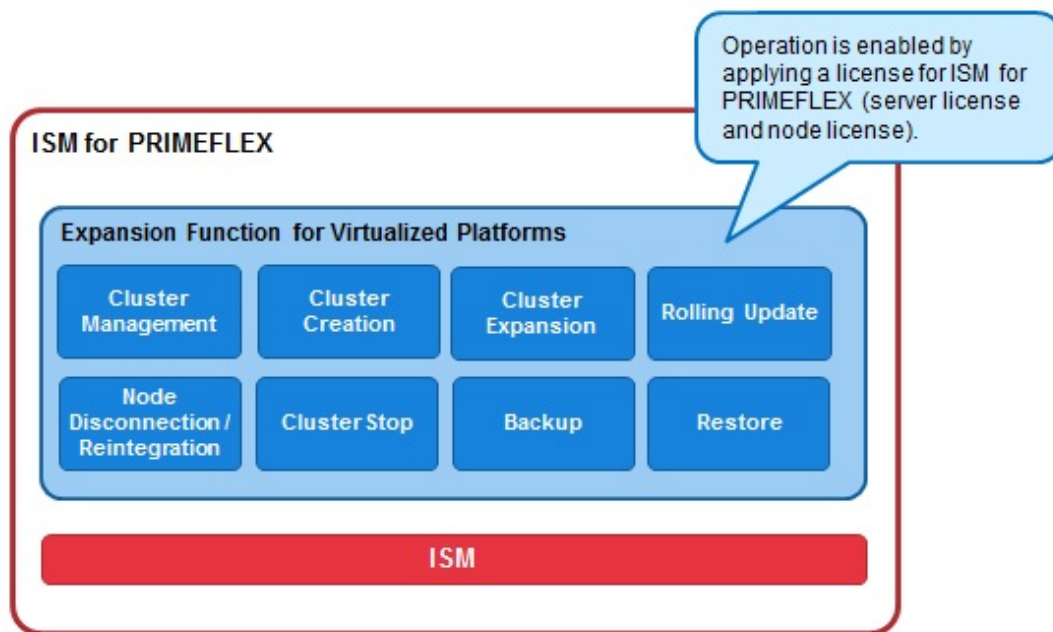 Operation is enabled by
applying a license for ISM for
PRIMEFLEX (server license
and node license).
ISM for PRIMEFLEX
Expansion Function for Virtualized Platforms
Cluster
Management
Cluster
Creation
Cluster
Expansion
Rolling Update
Node
Disconnection /
Reintegration
Cluster Stop
Backup
Restore
ISM